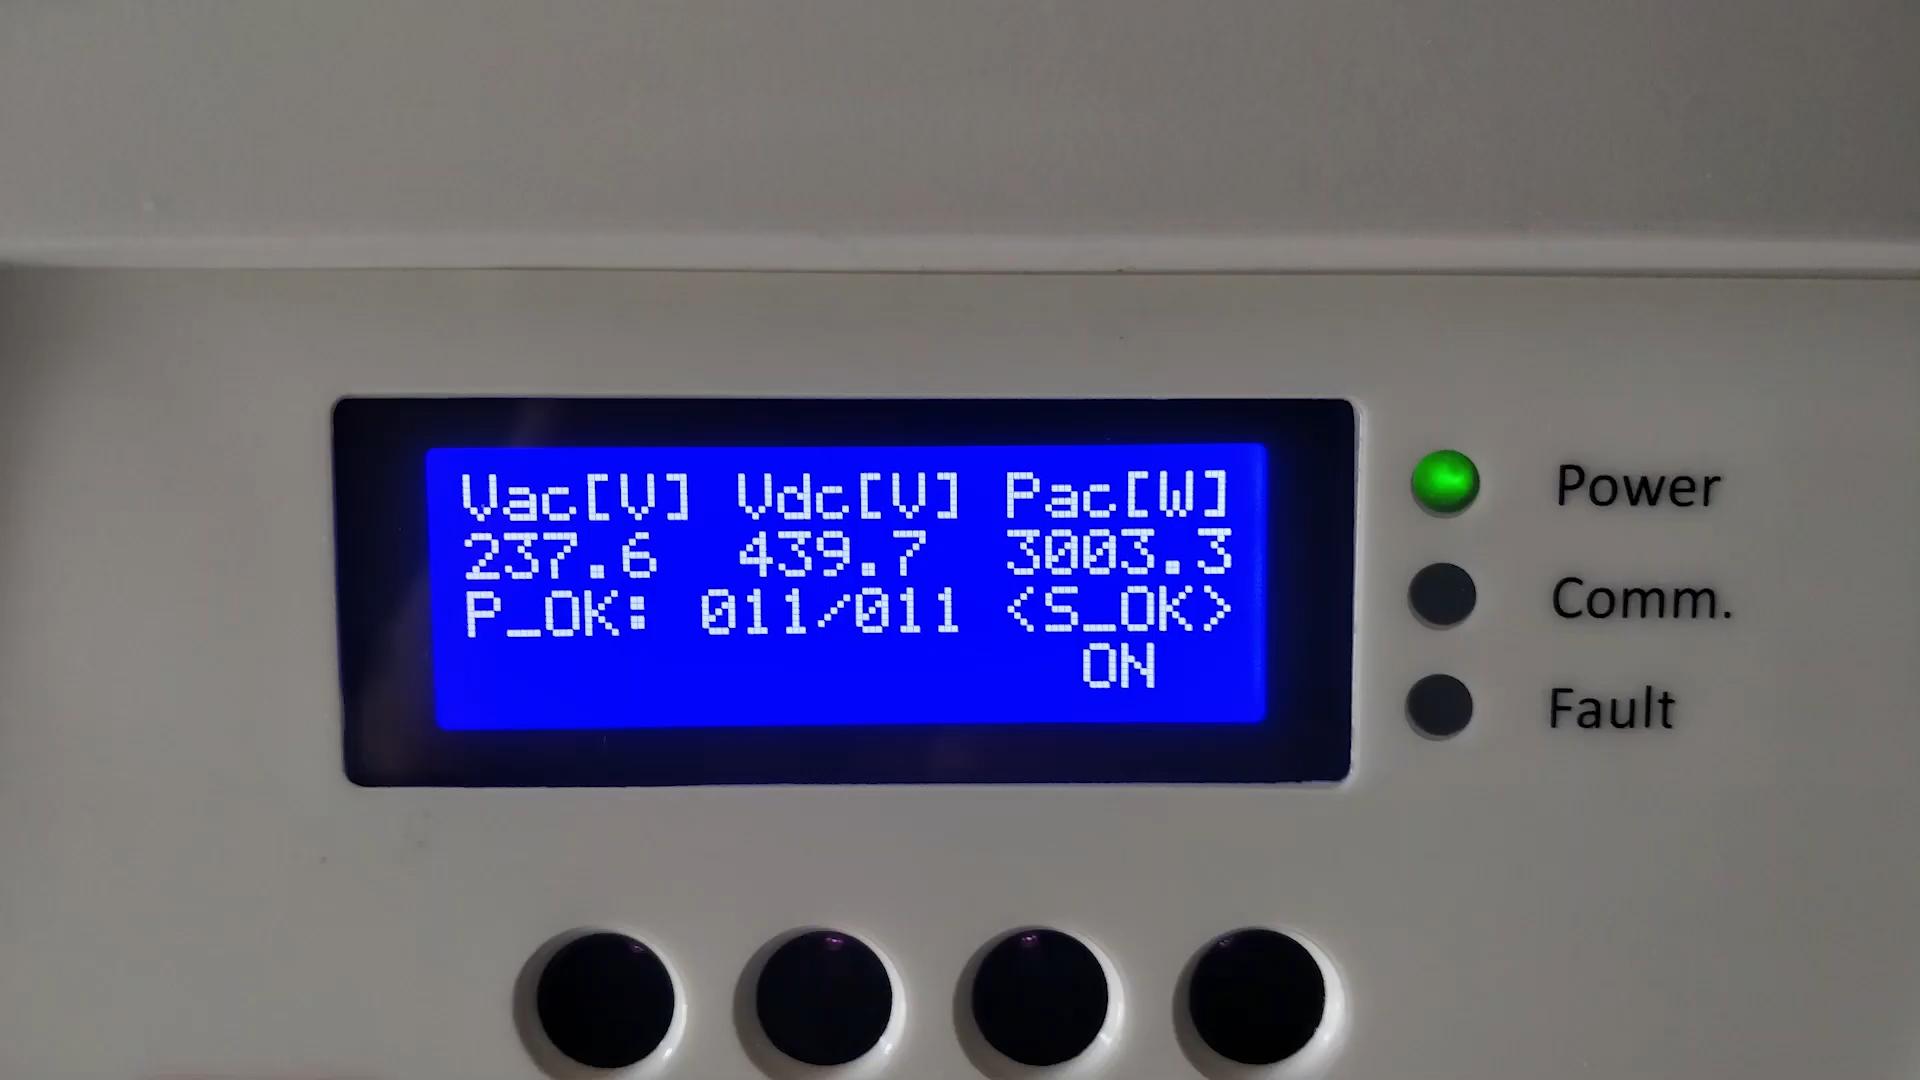 Vac[V] Vdc[V] Pac[W]
237.6 439.7 3003.3
P_OK: 011/011 <S_OK>
ON
Power
Comm.
Fault